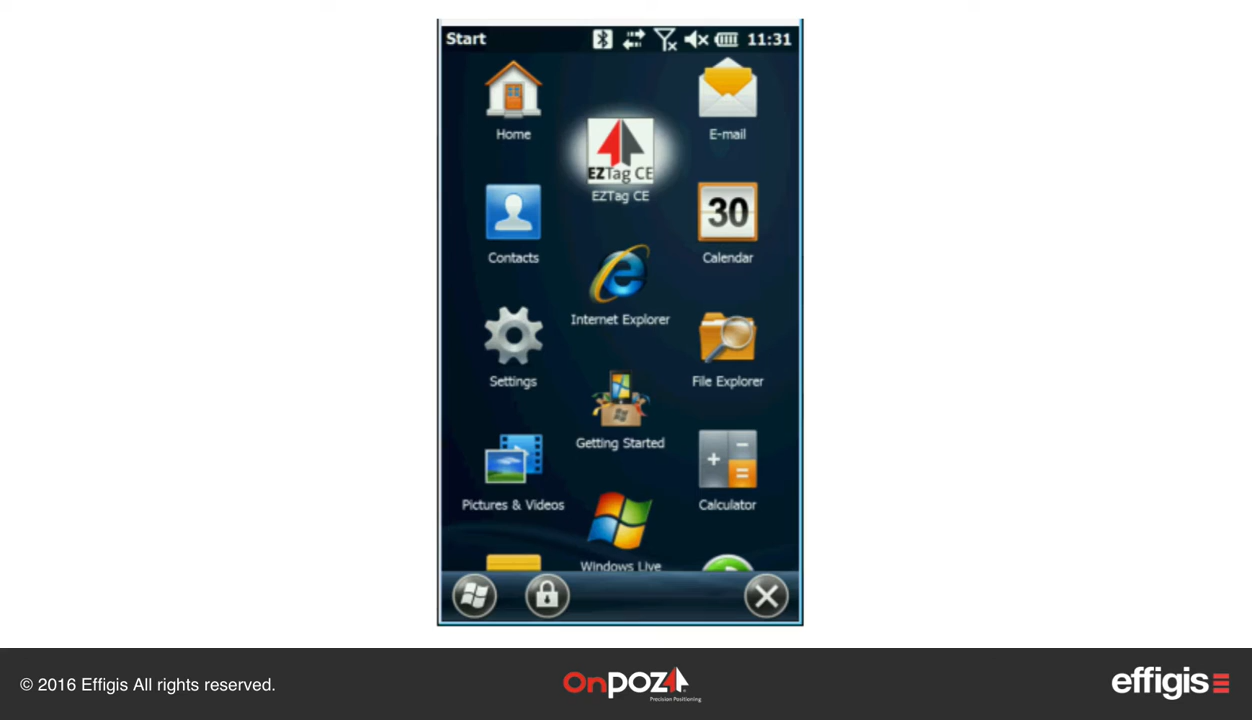 Start 11:31
Home
E-mail
EZTag CE
EZTag CE
Contacts
30
Calendar
Internet Explorer
Settings
File Explorer
Getting Started
Pictures & Videos
Calculator
Windows Live
© 2016 Effigis All rights reserved.
Onpoz
Precision Positioning
effigis